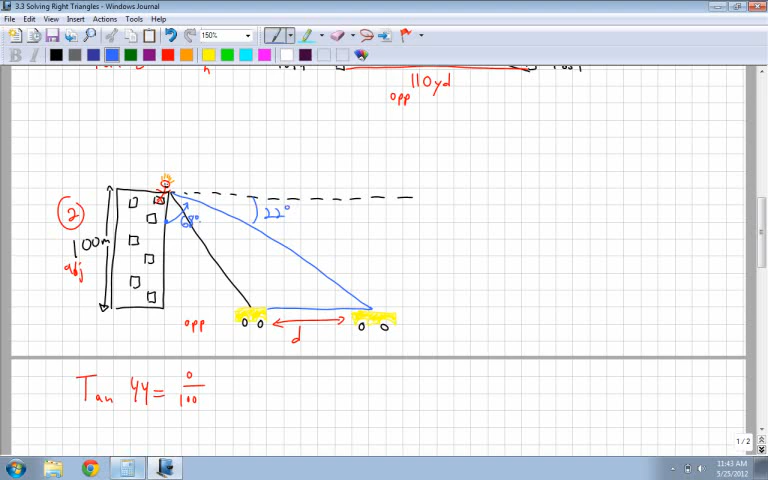 3.3 Solving Right Triangles - Windows Journal
File Edit View Insert Actions Tools Help
150%
B I
110yd
opp
2
100m
adj
68°
22°
opp
d
Tan 44 = o/100
1 / 2
11:43 AM
5/25/2012